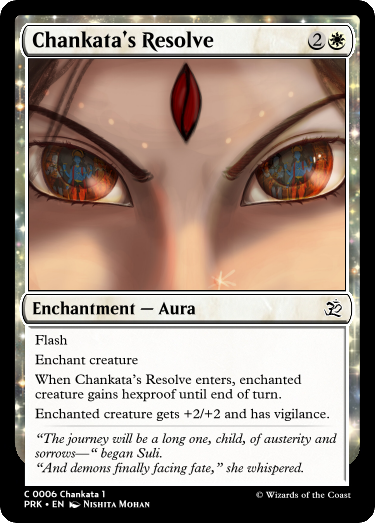 Chankata's Resolve 2
Enchantment — Aura
Flash
Enchant creature
When Chankata's Resolve enters, enchanted
creature gains hexproof until end of turn.
Enchanted creature gets +2/+2 and has vigilance.
“The journey will be a long one, child, of austerity and
sorrows—“ began Suli.
“And demons finally facing fate,” she whispered.
C 0006 Chankata 1
PRK • EN Nishita Mohan
© Wizards of the Coast